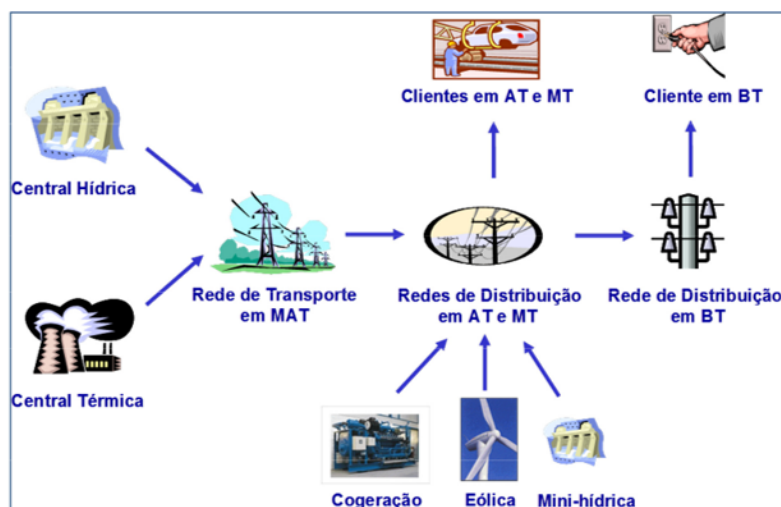 Clientes em AT e MT
Cliente em BT
Central Hídrica
Rede de Transporte
em MAT
Redes de Distribuição
em AT e MT
Rede de Distribuição
em BT
Central Térmica
Cogeração
Eólica
Mini-hídrica